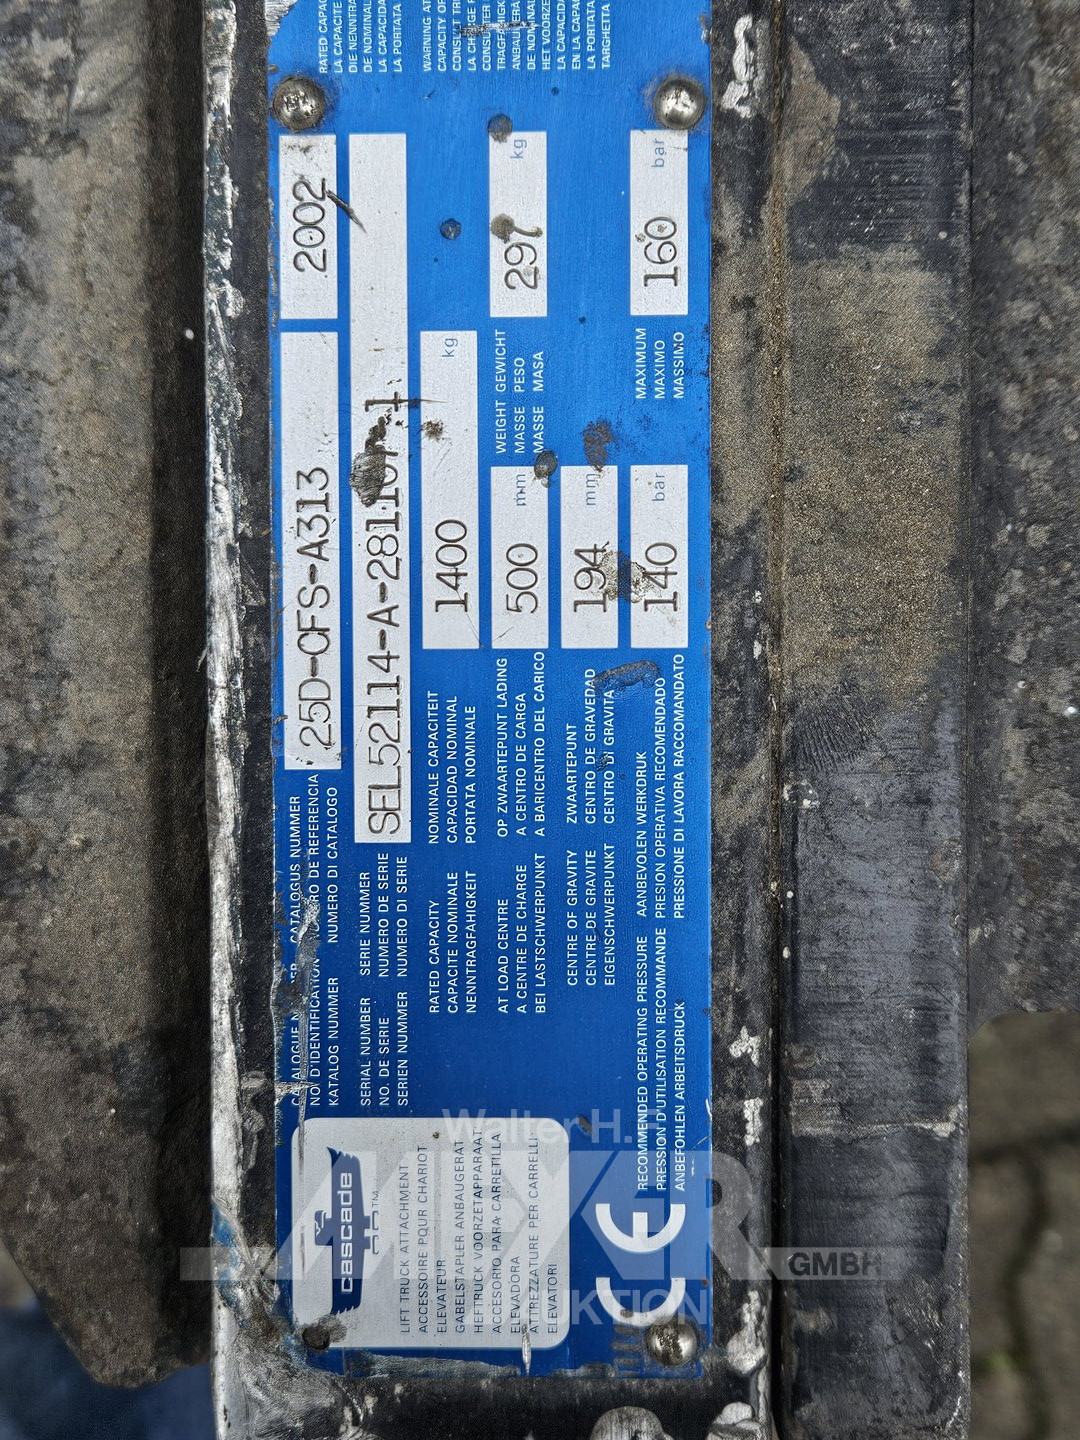 cascade
LIFT TRUCK ATTACHMENT
ACCESSOIRE POUR CHARIOT
ELEVATEUR
GABELSTAPLER ANBAUGERAT
HEFTRUCK VOORZETAPPARAAT
ACCESORIO PARA CARRETILLA
ELEVADORA
ATTREZZATURE PER CARRELLI
ELEVATORI
CE
CATALOGUE CATALOGUS NUMMER
NO. D'IDENTIFICATION NUMERO DE REFERENCIA
KATALOG NUMMER NUMERO DI CATALOGO
25D-CFS-A313
2002
SERIAL NUMBER SERIE NUMMER
NO. DE SERIE NUMERO DE SERIE
SERIEN NUMMER NUMERO DI SERIE
RATED CAPACITY NOMINALE CAPACITEIT
CAPACITE NOMINALE CAPACIDAD NOMINAL
NENNTRAGFAHIGKEIT PORTATA NOMINALE
1400 kg
AT LOAD CENTRE OP ZWAARTEPUNT LADING
A CENTRE DE CHARGE A CENTRO DE CARGA
BEI LASTSCHWERPUNKT A BARICENTRO DEL CARICO
500 mm
WEIGHT GEWICHT
MASSE PESO
MASSE MASA
297 kg
CENTRE OF GRAVITY ZWAARTEPUNT
CENTRE DE GRAVITE CENTRO DE GRAVEDAD
EIGENSCHWERPUNKT CENTRO DI GRAVITA
194 mm
RECOMMENDED OPERATING PRESSURE AANBEVOLEN WERKDRUK
PRESSION D'UTILISATION RECOMMANDE PRESION OPERATIVA RECOMENDADO
ANBEFOHLEN ARBEITSDRUCK PRESSIONE DI LAVORA RACCOMANDATO
140 bar
MAXIMUM
MAXIMO
MASSIMO
160 bar
Walter H.F.
MEYER
GMBH